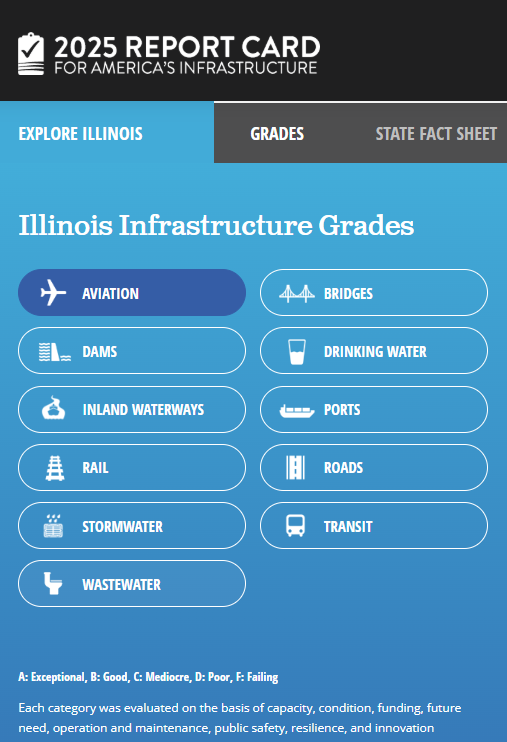 2025 REPORT CARD
FOR AMERICA'S INFRASTRUCTURE
EXPLORE ILLINOIS
GRADES
STATE FACT SHEET
Illinois Infrastructure Grades
AVIATION
BRIDGES
DAMS
DRINKING WATER
INLAND WATERWAYS
PORTS
RAIL
ROADS
STORMWATER
TRANSIT
WASTEWATER
A: Exceptional, B: Good, C: Mediocre, D: Poor, F: Failing
Each category was evaluated on the basis of capacity, condition, funding, future
need, operation and maintenance, public safety, resilience, and innovation